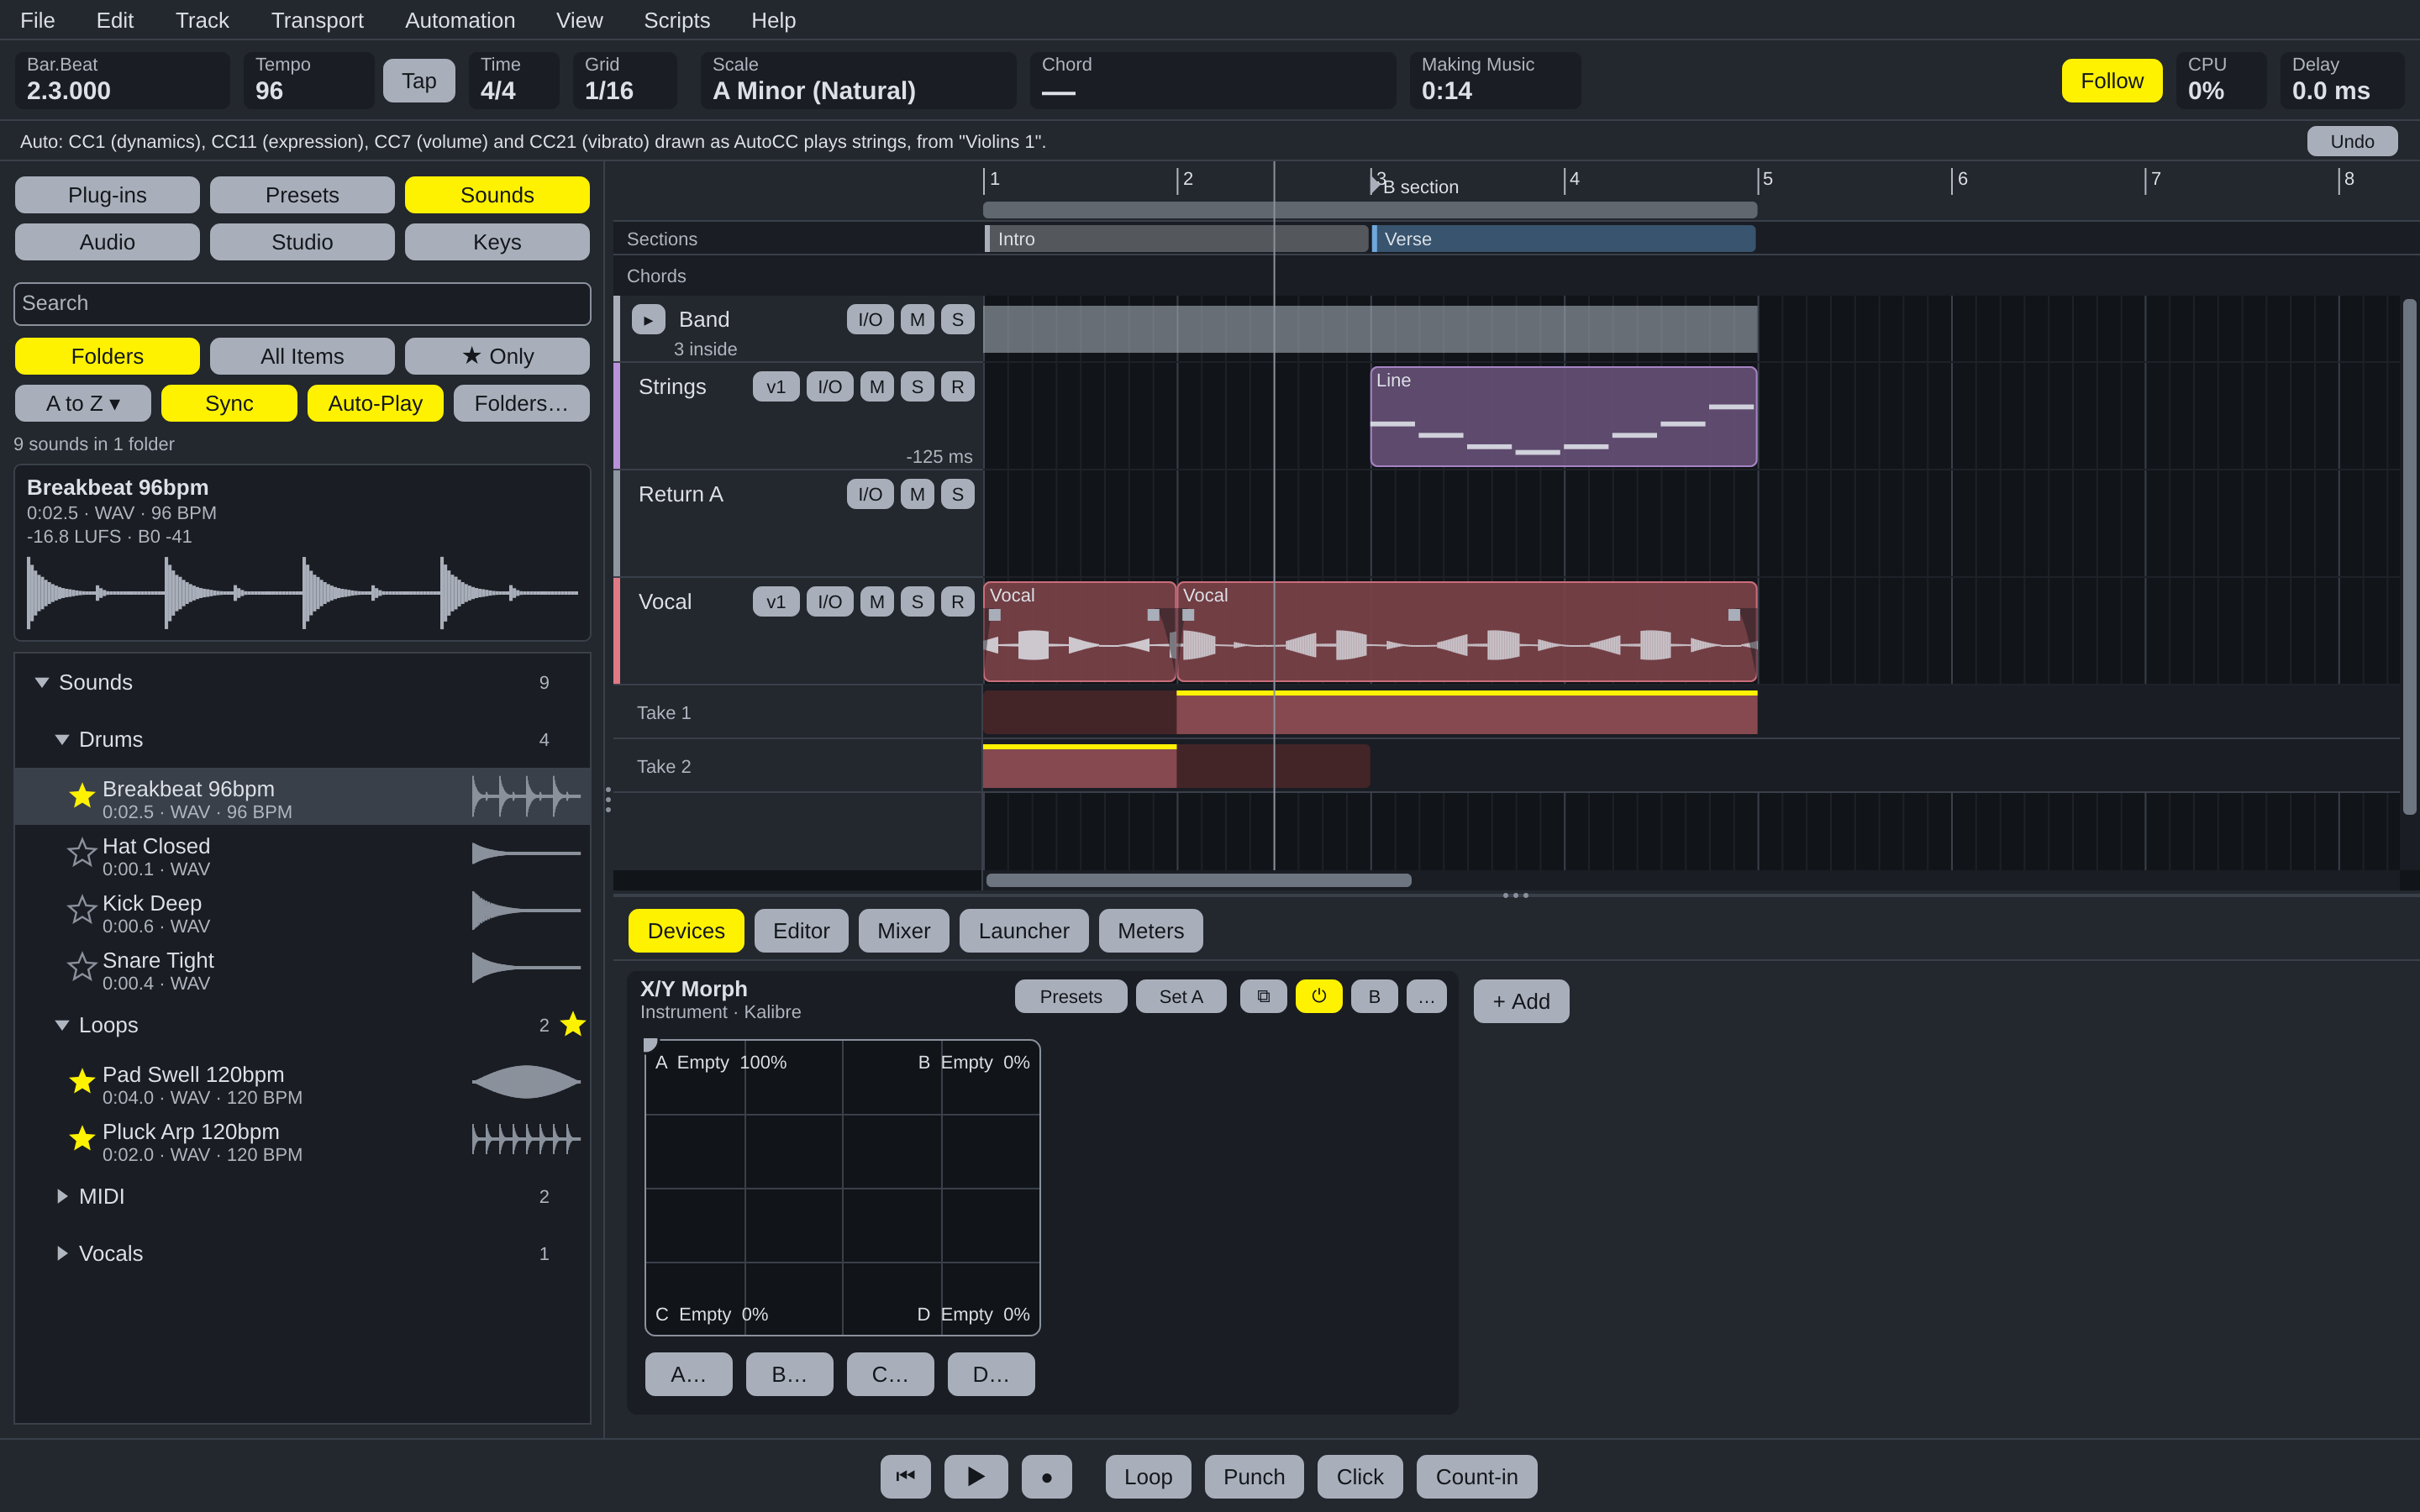 File Edit Track Transport Automation View Scripts Help
Bar.Beat Tempo Time Grid Scale Chord Making Music CPU Delay
2.3.000 96 Tap 4/4 1/16 A Minor (Natural) — 0:14 Follow 0% 0.0 ms
Auto: CC1 (dynamics), CC11 (expression), CC7 (volume) and CC21 (vibrato) drawn as AutoCC plays strings, from "Violins 1". Undo
Plug-ins Presets Sounds
Audio Studio Keys
Search
Folders All Items ★ Only
A to Z ▾ Sync Auto-Play Folders…
9 sounds in 1 folder
Breakbeat 96bpm
0:02.5 · WAV · 96 BPM
-16.8 LUFS · B0 -41
Sounds 9
Drums 4
Breakbeat 96bpm
0:02.5 · WAV · 96 BPM
Hat Closed
0:00.1 · WAV
Kick Deep
0:00.6 · WAV
Snare Tight
0:00.4 · WAV
Loops 2
Pad Swell 120bpm
0:04.0 · WAV · 120 BPM
Pluck Arp 120bpm
0:02.0 · WAV · 120 BPM
MIDI 2
Vocals 1
1 2 3 4 5 6 7 8
B section
Sections Intro Verse
Chords
Band I/O M S
3 inside
Strings v1 I/O M S R
Line
-125 ms
Return A I/O M S
Vocal v1 I/O M S R
Vocal Vocal
Take 1
Take 2
Devices Editor Mixer Launcher Meters
X/Y Morph Presets Set A B …
Instrument · Kalibre
+ Add
A Empty 100% B Empty 0%
C Empty 0% D Empty 0%
A… B… C… D…
Loop Punch Click Count-in